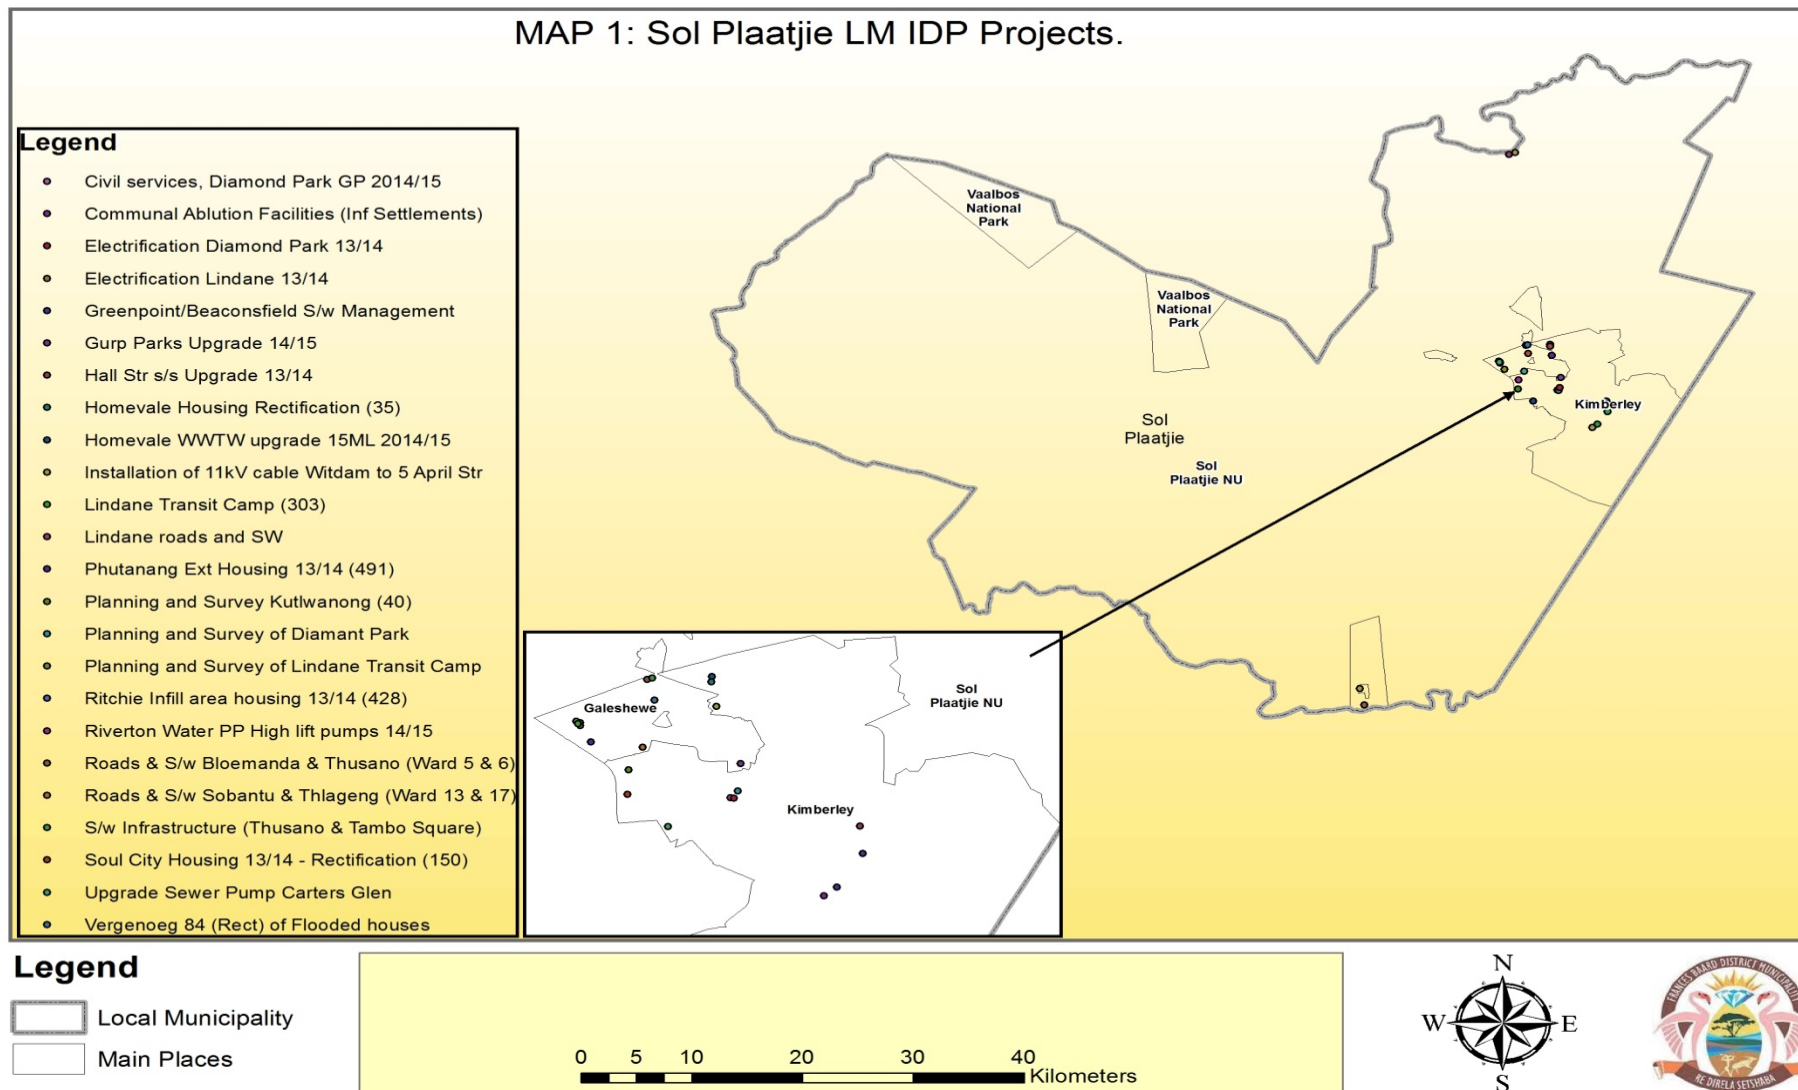 MAP 1: Sol Plaatjie LM IDP Projects.
Legend
Civil services, Diamond Park GP 2014/15
Communal Ablution Facilities (Inf Settlements)
Electrification Diamond Park 13/14
Electrification Lindane 13/14
Greenpoint/Beaconsfield S/w Management
Gurp Parks Upgrade 14/15
Hall Str s/s Upgrade 13/14
Homevale Housing Rectification (35)
Homevale WWTW upgrade 15ML 2014/15
Installation of 11kV cable Witdam to 5 April Str
Lindane Transit Camp (303)
Lindane roads and SW
Phutanang Ext Housing 13/14 (491)
Planning and Survey Kutlwanong (40)
Planning and Survey of Diamant Park
Planning and Survey of Lindane Transit Camp
Ritchie Infill area housing 13/14 (428)
Riverton Water PP High lift pumps 14/15
Roads & S/w Bloemanda & Thusano (Ward 5 & 6)
Roads & S/w Sobantu & Thlageng (Ward 13 & 17)
S/w Infrastructure (Thusano & Tambo Square)
Soul City Housing 13/14 - Rectification (150)
Upgrade Sewer Pump Carters Glen
Vergenoeg 84 (Rect) of Flooded houses
Vaalbos
National
Park
Vaalbos
National
Park
Kimberley
Sol
Plaatjie
Sol
Plaatjie NU
Sol
Plaatjie NU
Galeshewe
Kimberley
Legend
Local Municipality
Main Places
0 5 10 20 30 40
Kilometers
N
W E
S
FRANCES BAARD DISTRICT MUNICIPALITY
RE DIRELA SETSHABA